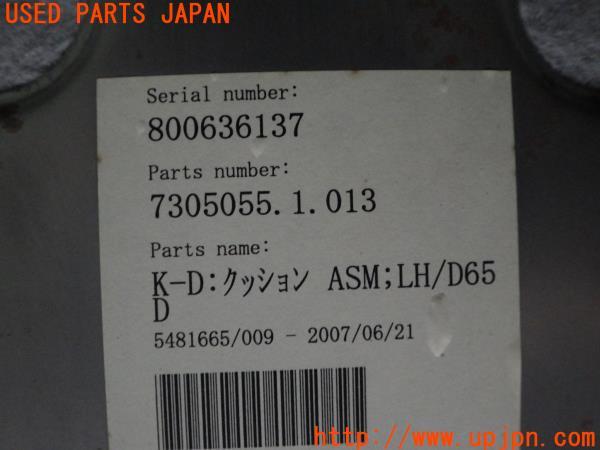 USED PARTS JAPAN
Serial number:
800636137
Parts number:
7305055.1.013
Parts name:
K-D:クッション ASM;LH/D65
D
5481665/009 - 2007/06/21
http://www.upjpn.com